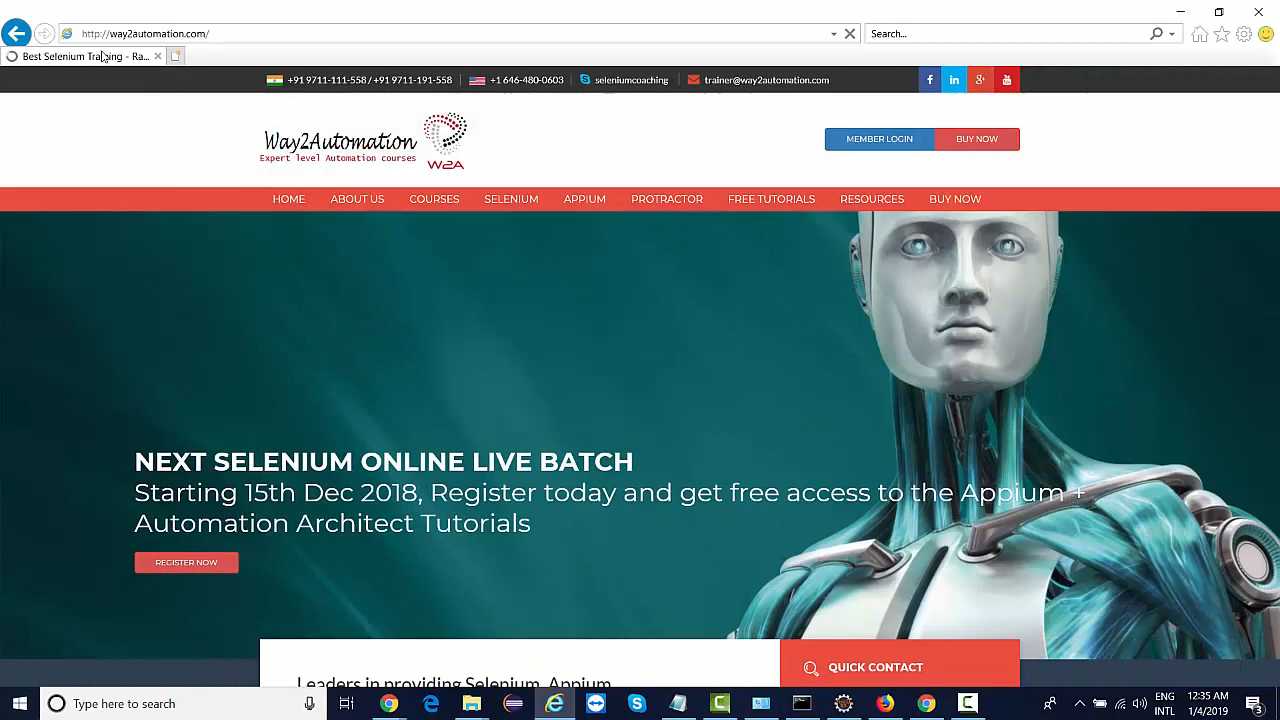 http://way2automation.com/
Search...
Best Selenium Training - Ra...
+91 9711-111-558 / +91 9711-191-558
+1 646-480-0603
seleniumcoaching
trainer@way2automation.com
Way2Automation
Expert level Automation courses
W2A
MEMBER LOGIN
BUY NOW
HOME
ABOUT US
COURSES
SELENIUM
APPIUM
PROTRACTOR
FREE TUTORIALS
RESOURCES
BUY NOW
NEXT SELENIUM ONLINE LIVE BATCH
Starting 15th Dec 2018, Register today and get free access to the Appium +
Automation Architect Tutorials
REGISTER NOW
Leaders in providing Selenium, Appium
QUICK CONTACT
Type here to search
ENG
INTL
12:35 AM
1/4/2019
3